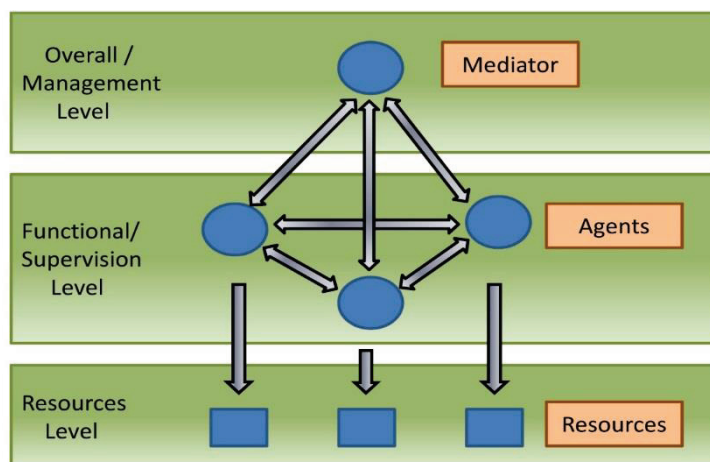 Overall /
Management
Level
Mediator
Functional/
Supervision
Level
Agents
Resources
Level
Resources